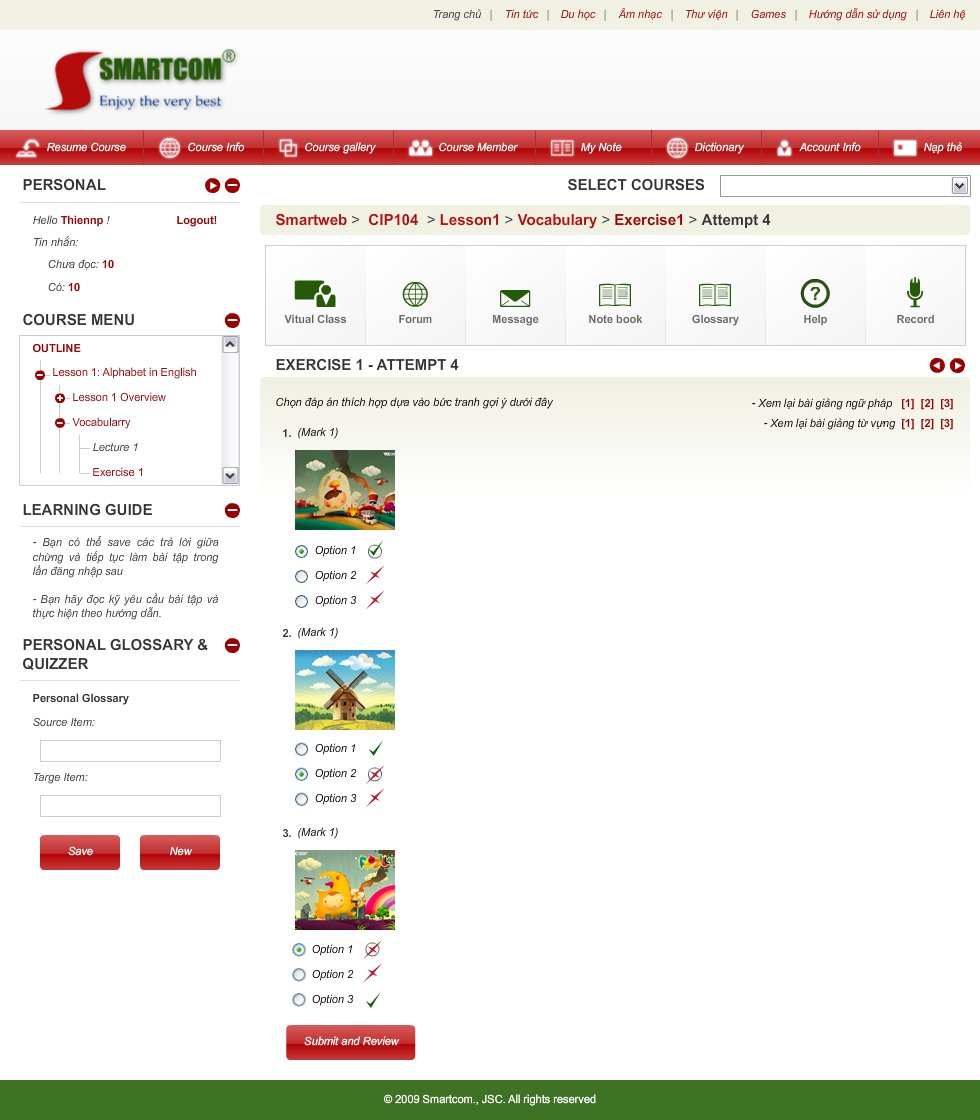 Trang chủ | Tin tức | Du học | Âm nhạc | Thư viện | Games | Hướng dẫn sử dụng | Liên hệ
SMARTCOM®
Enjoy the very best
Resume Course Course Info Course gallery Course Member My Note Dictionary Account Info Nạp thẻ
PERSONAL
Hello Thiennp ! Logout!
Tin nhắn:
Chưa đọc: 10
Có: 10
COURSE MENU
OUTLINE
Lesson 1: Alphabet in English
Lesson 1 Overview
Vocabularry
Lecture 1
Exercise 1
LEARNING GUIDE
- Bạn có thể save các trả lời giữa
chừng và tiếp tục làm bài tập trong
lần đăng nhập sau
- Bạn hãy đọc kỹ yêu cầu bài tập và
thực hiện theo hướng dẫn.
PERSONAL GLOSSARY &
QUIZZER
Personal Glossary
Source Item:
Targe Item:
Save New
SELECT COURSES
Smartweb > CIP104 > Lesson1 > Vocabulary > Exercise1 > Attempt 4
Vitual Class Forum Message Note book Glossary Help Record
EXERCISE 1 - ATTEMPT 4
Chọn đáp án thích hợp dựa vào bức tranh gợi ý dưới đây
- Xem lại bài giảng ngữ pháp [1] [2] [3]
- Xem lại bài giảng từ vựng [1] [2] [3]
1. (Mark 1)
Option 1
Option 2
Option 3
2. (Mark 1)
Option 1
Option 2
Option 3
3. (Mark 1)
Option 1
Option 2
Option 3
Submit and Review
© 2009 Smartcom., JSC. All rights reserved